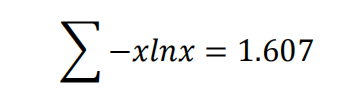 ∑ −xlnx = 1.607